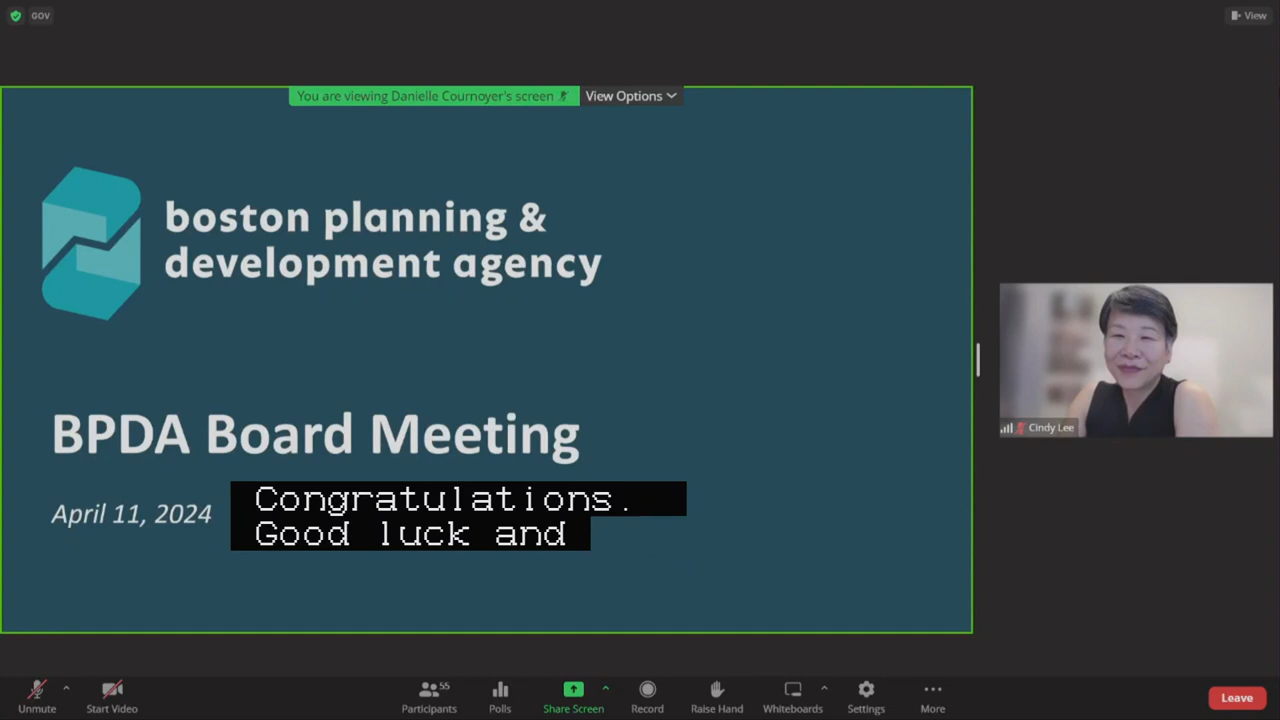 GOV
View
You are viewing Danielle Cournoyer's screen
View Options
boston planning &
development agency
BPDA Board Meeting
April 11, 2024
Congratulations.
Good luck and
Cindy Lee
Unmute
Start Video
55
Participants
Polls
Share Screen
Record
Raise Hand
Whiteboards
Settings
More
Leave